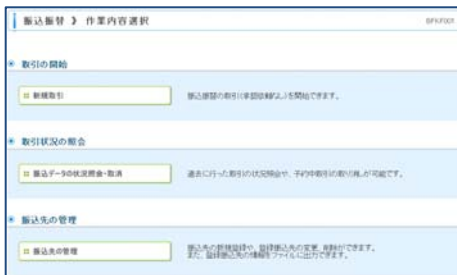 振込振替 》 作業内容選択
BFKF001
取引の開始
新規取引
振込振替の取引(承認依頼なし)を開始できます。
取引状況の照会
振込データの状況照会・取消
過去に行った取引の状況照会や、予約中取引の取り消しが可能です。
振込先の管理
振込先の管理
振込先の新規登録や、登録振込先の変更、削除ができます。
また、登録振込先の情報をファイルに出力できます。